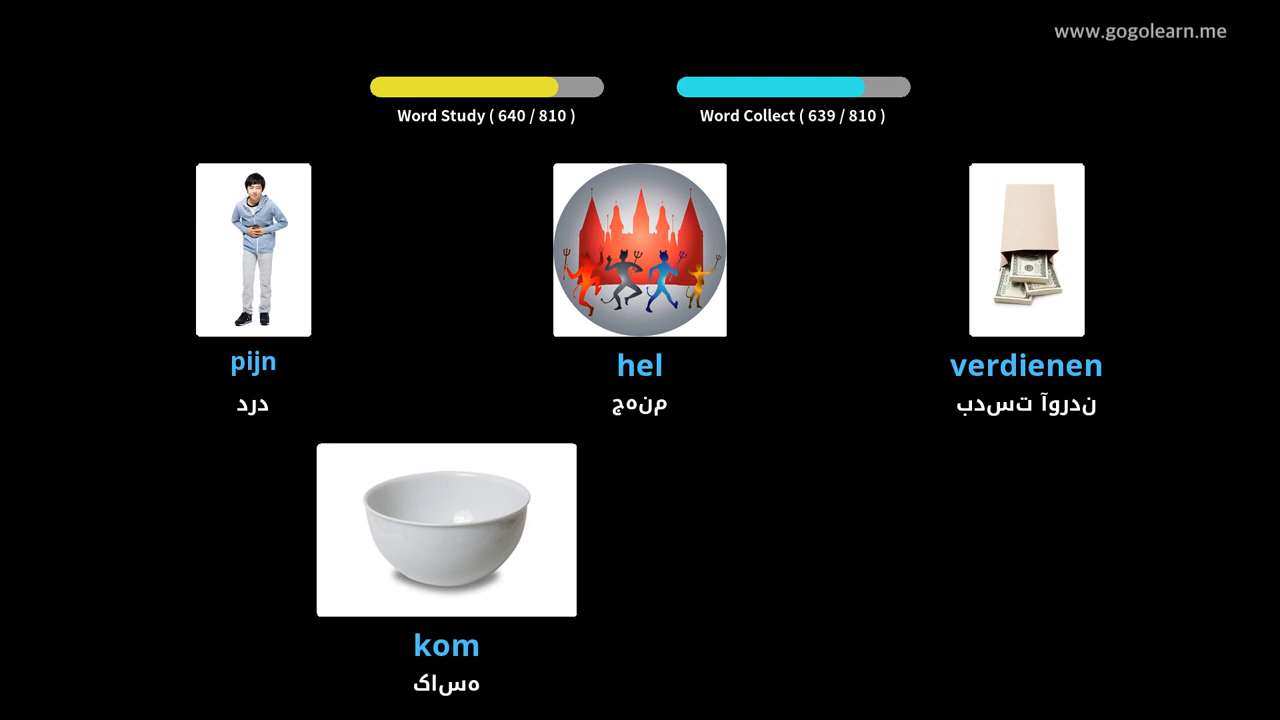 www.gogolearn.me
Word Study ( 640 / 810 )
Word Collect ( 639 / 810 )
pijn
hel
verdienen
درد
جهنم
بدست آوردن
kom
کاسه